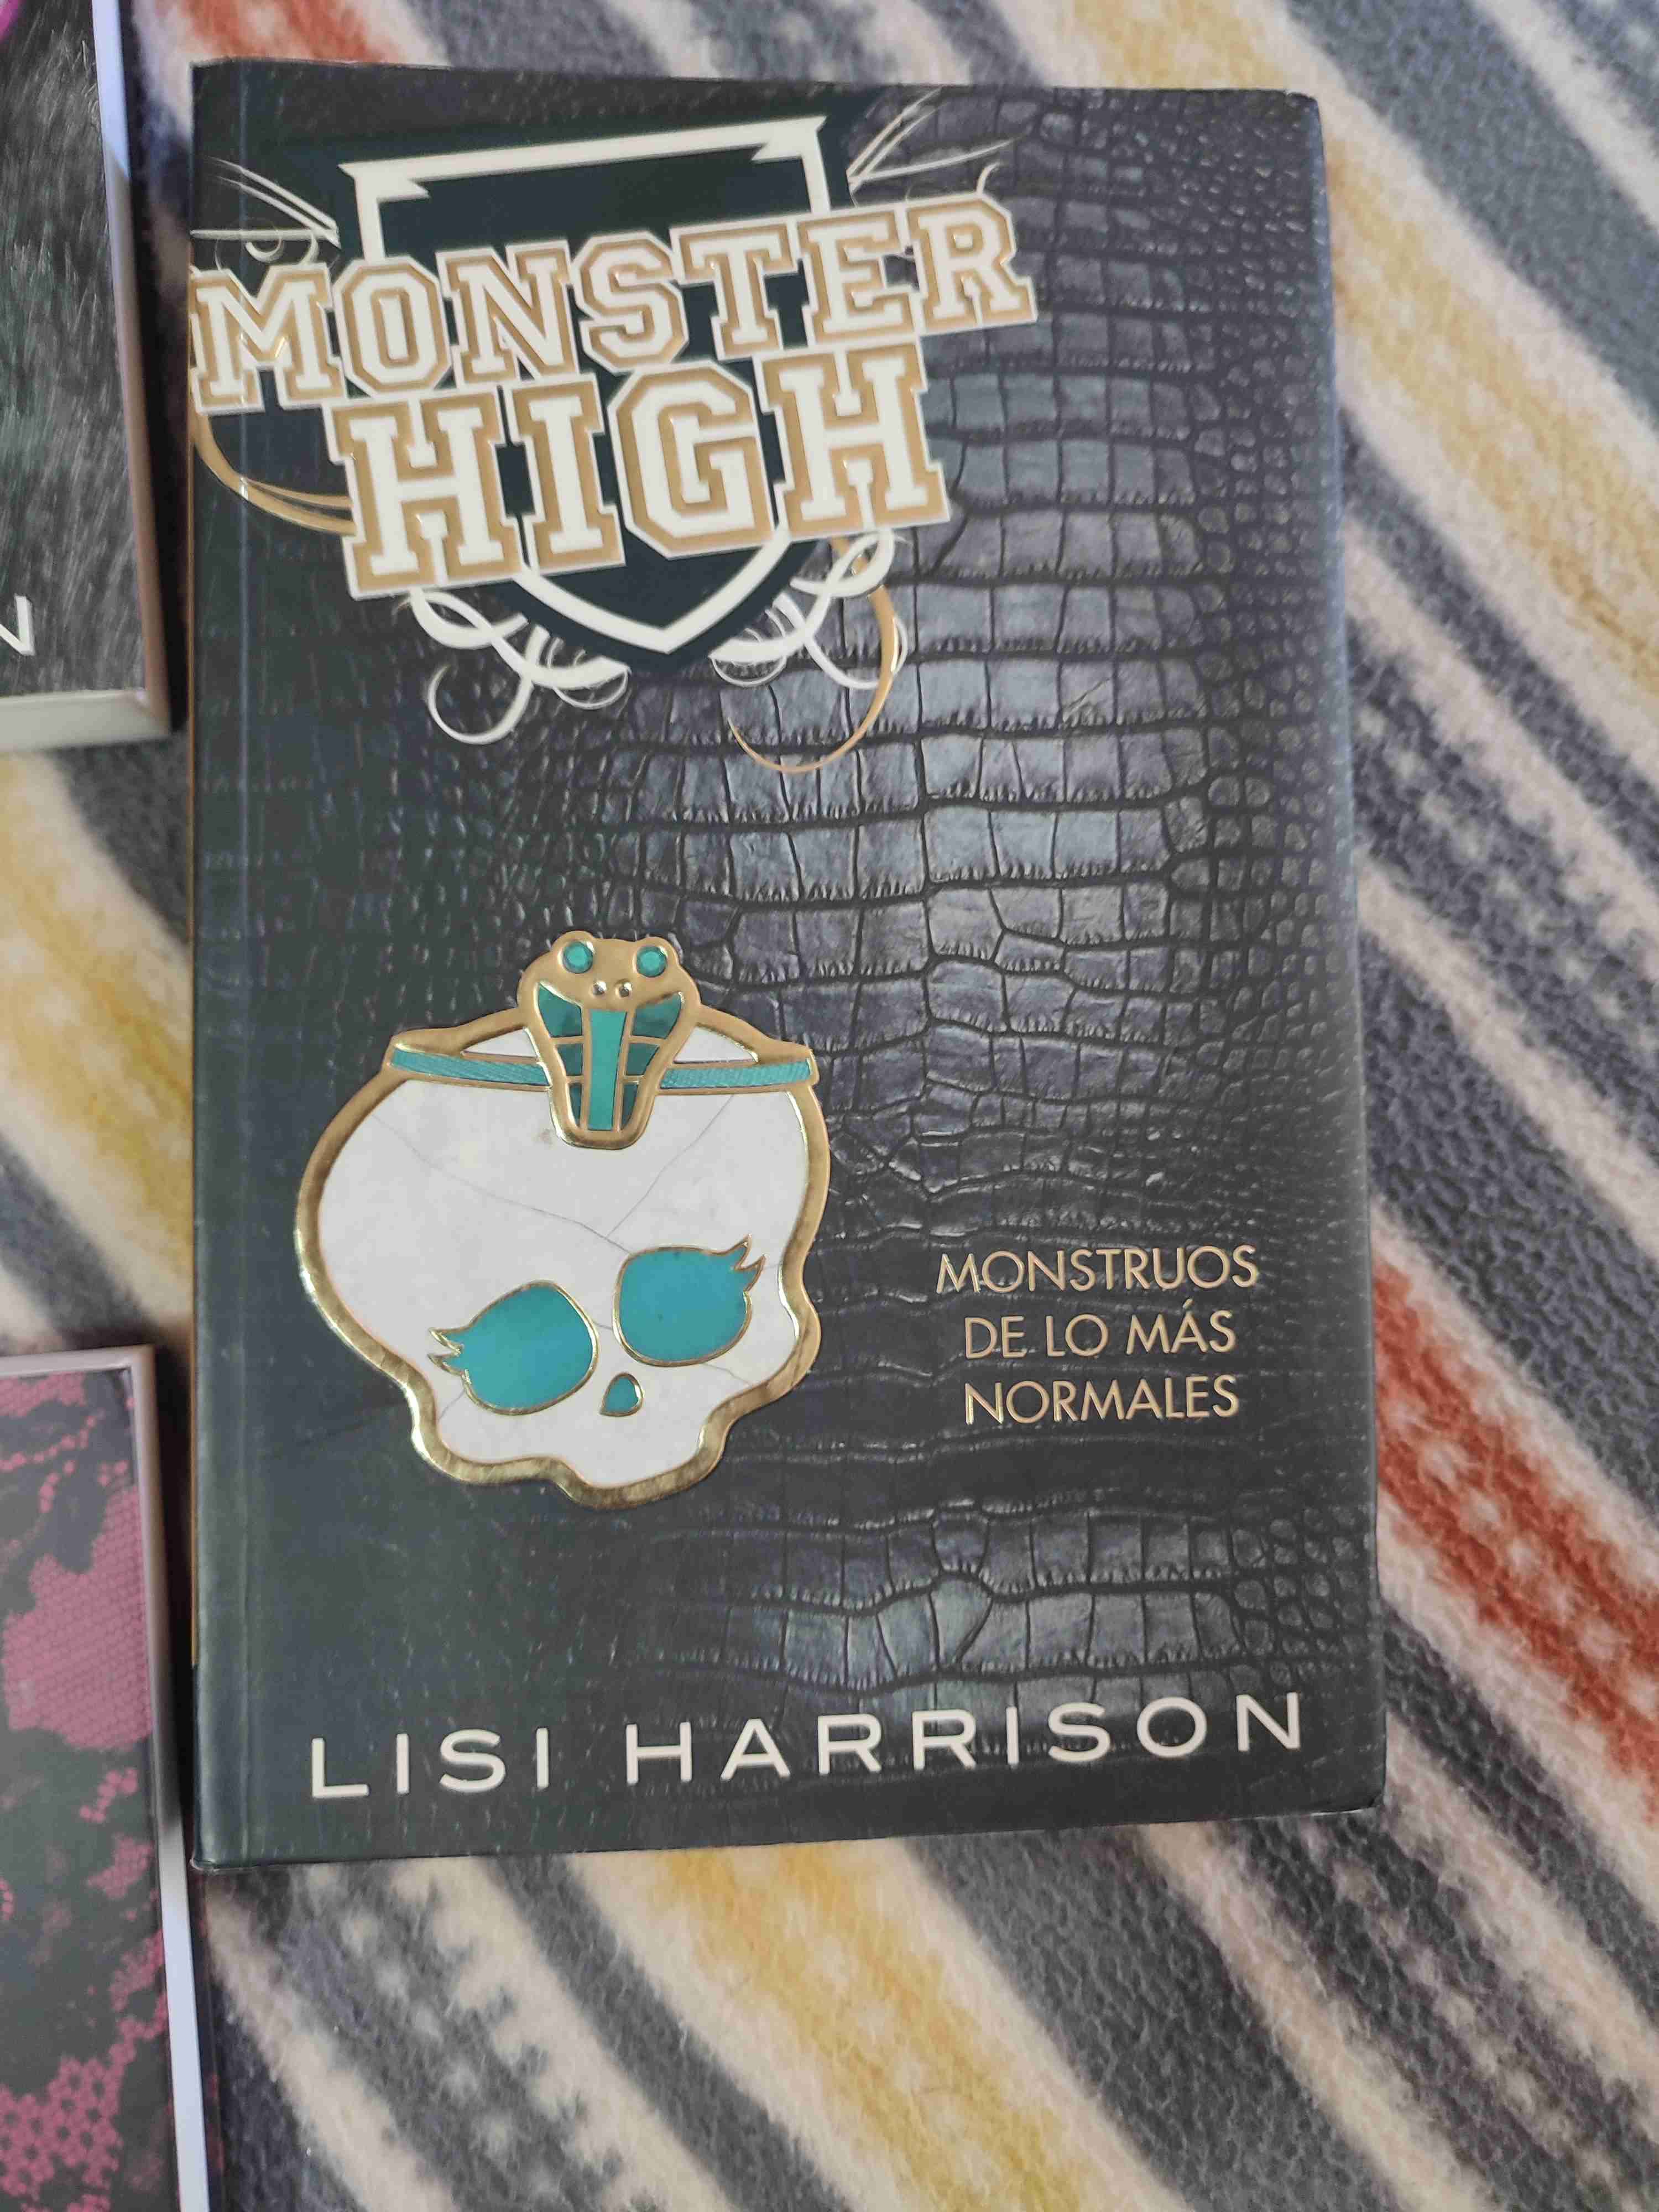 MONSTER
HIGH
MONSTRUOS
DE LO MÁS
NORMALES
LISI HARRISON
N